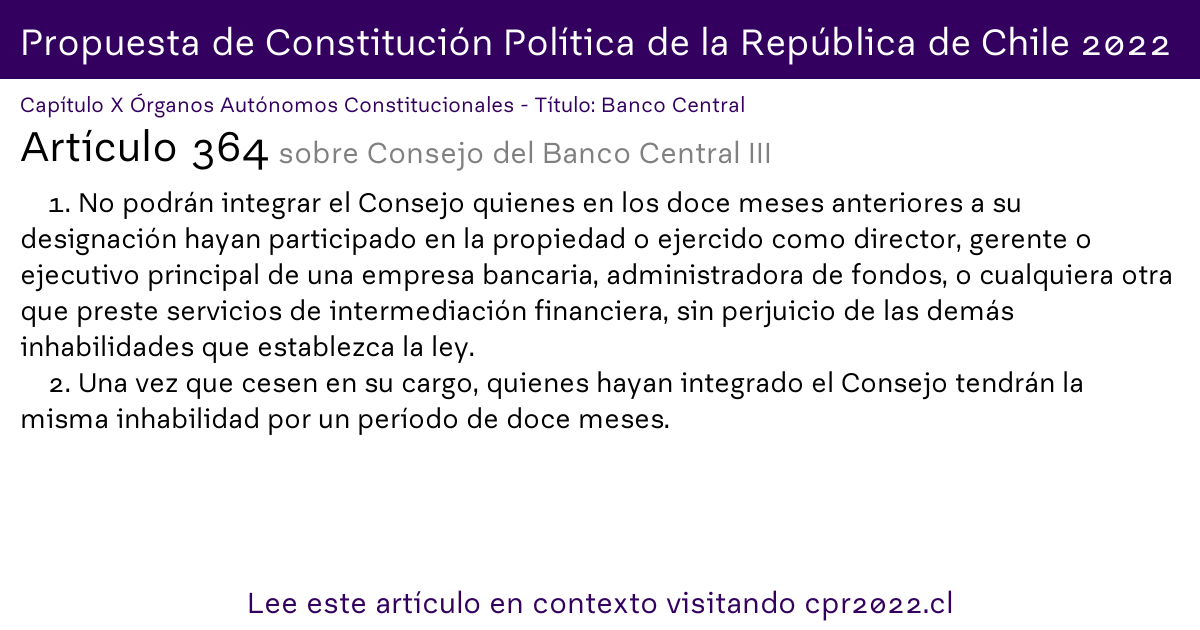 Propuesta de Constitución Política de la República de Chile 2022
Capítulo X Órganos Autónomos Constitucionales - Título: Banco Central
Artículo 364 sobre Consejo del Banco Central III
1. No podrán integrar el Consejo quienes en los doce meses anteriores a su
designación hayan participado en la propiedad o ejercido como director, gerente o
ejecutivo principal de una empresa bancaria, administradora de fondos, o cualquiera otra
que preste servicios de intermediación financiera, sin perjuicio de las demás
inhabilidades que establezca la ley.
2. Una vez que cesen en su cargo, quienes hayan integrado el Consejo tendrán la
misma inhabilidad por un período de doce meses.
Lee este artículo en contexto visitando cpr2022.cl